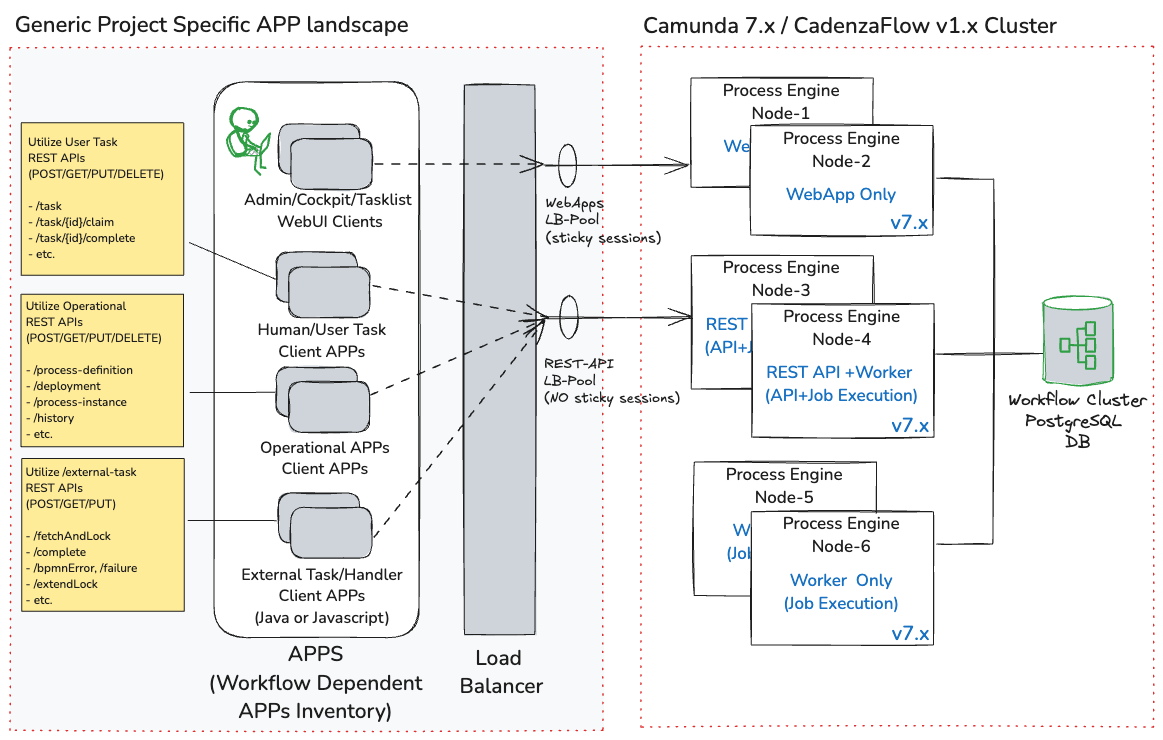 Generic Project Specific APP landscape
Camunda 7.x / CadenzaFlow v1.x Cluster
Utilize User Task
REST APIs
(POST/GET/PUT/DELETE)
- /task
- /task/{id}/claim
- /task/{id}/complete
- etc.
Utilize Operational
REST APIs
(POST/GET/PUT/DELETE)
- /process-definition
- /deployment
- /process-instance
- /history
- etc.
Utilize /external-task
REST APIs
(POST/GET/PUT)
- /fetchAndLock
- /complete
- /bpmnError, /failure
- /extendLock
- etc.
Admin/Cockpit/Tasklist
WebUI Clients
Human/User Task
Client APPs
Operational APPs
Client APPs
External Task/Handler
Client APPs
(Java or Javascript)
APPS
(Workflow Dependent
APPs Inventory)
Load
Balancer
WebApps
LB-Pool
(sticky sessions)
REST-API
LB-Pool
(NO sticky sessions)
Process Engine
Node-1
We
Process Engine
Node-2
WebApp Only
v7.x
Process Engine
Node-3
REST
(API+J
Process Engine
Node-4
REST API +Worker
(API+Job Execution)
v7.x
Process Engine
Node-5
W
(Job
Process Engine
Node-6
Worker Only
(Job Execution)
v7.x
Workflow Cluster
PostgreSQL
DB